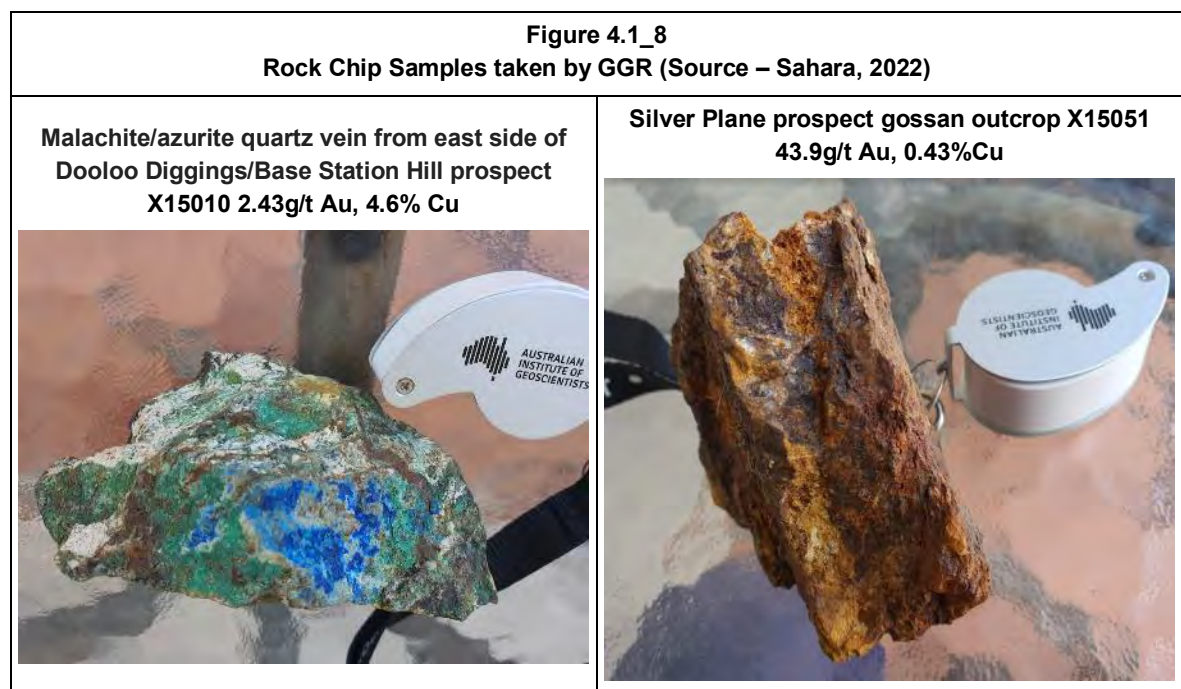 Figure 4.1_8
Rock Chip Samples taken by GGR (Source – Sahara, 2022)
Malachite/azurite quartz vein from east side of
Dooloo Diggings/Base Station Hill prospect
X15010 2.43g/t Au, 4.6% Cu
AUSTRALIAN
INSTITUTE OF
GEOSCIENTISTS
Silver Plane prospect gossan outcrop X15051
43.9g/t Au, 0.43%Cu
AUSTRALIAN
INSTITUTE OF
GEOSCIENTISTS